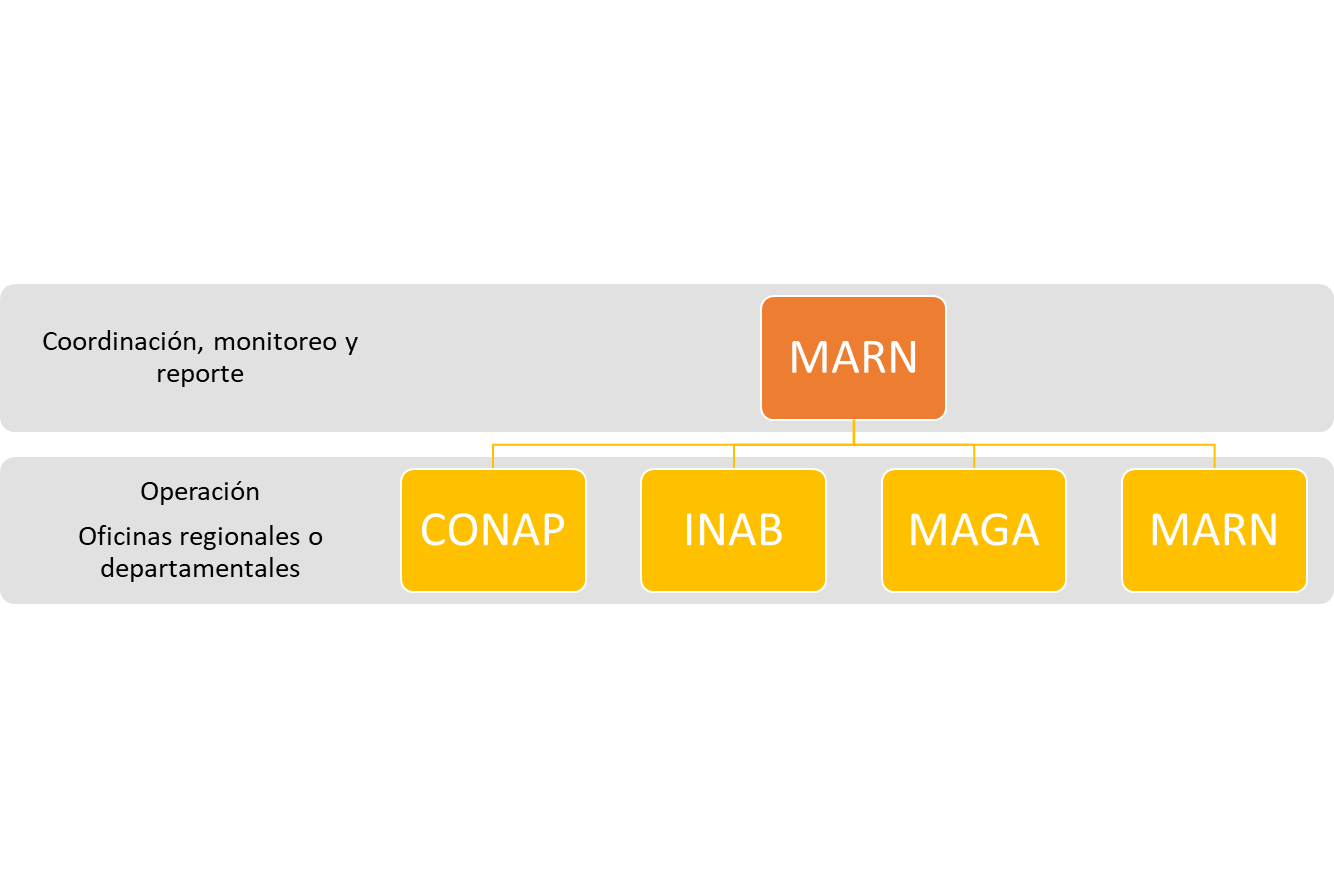 Coordinación, monitoreo y
reporte
MARN
Operación
Oficinas regionales o
departamentales
CONAP
INAB
MAGA
MARN